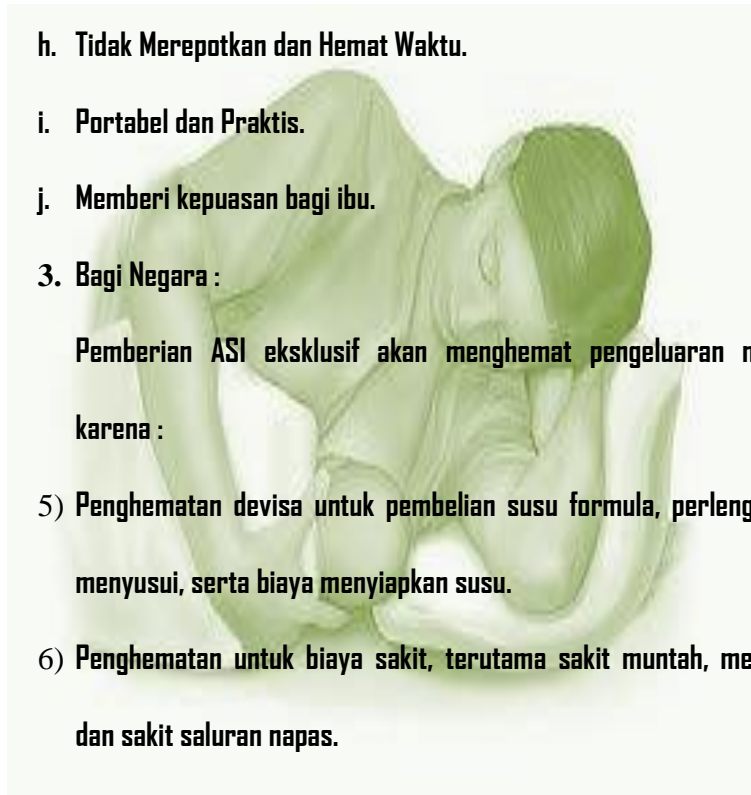 h. Tidak Merepotkan dan Hemat Waktu.
i. Portabel dan Praktis.
j. Memberi kepuasan bagi ibu.
3. Bagi Negara :
Pemberian ASI eksklusif akan menghemat pengeluaran
karena :
5) Penghematan devisa untuk pembelian susu formula,
menyusui, serta biaya menyiapkan susu.
6) Penghematan untuk biaya sakit, terutama sakit muntah,
dan sakit saluran napas.